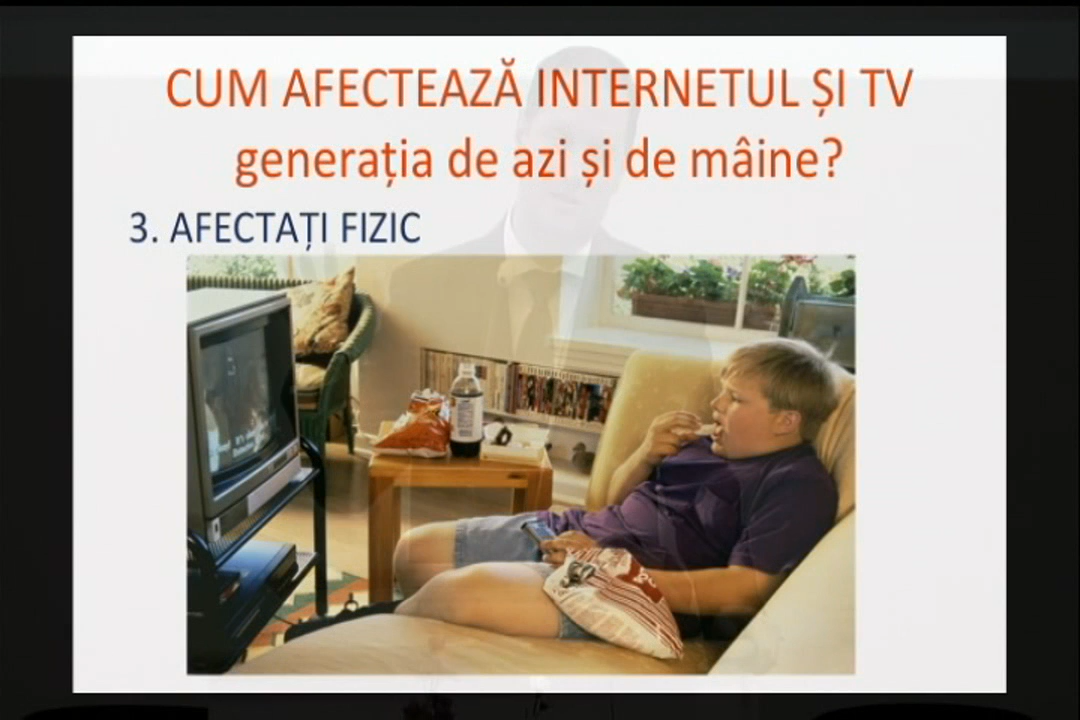 CUM AFECTEAZĂ INTERNETUL ȘI TV
generația de azi și de mâine?
3. AFECTAȚI FIZIC